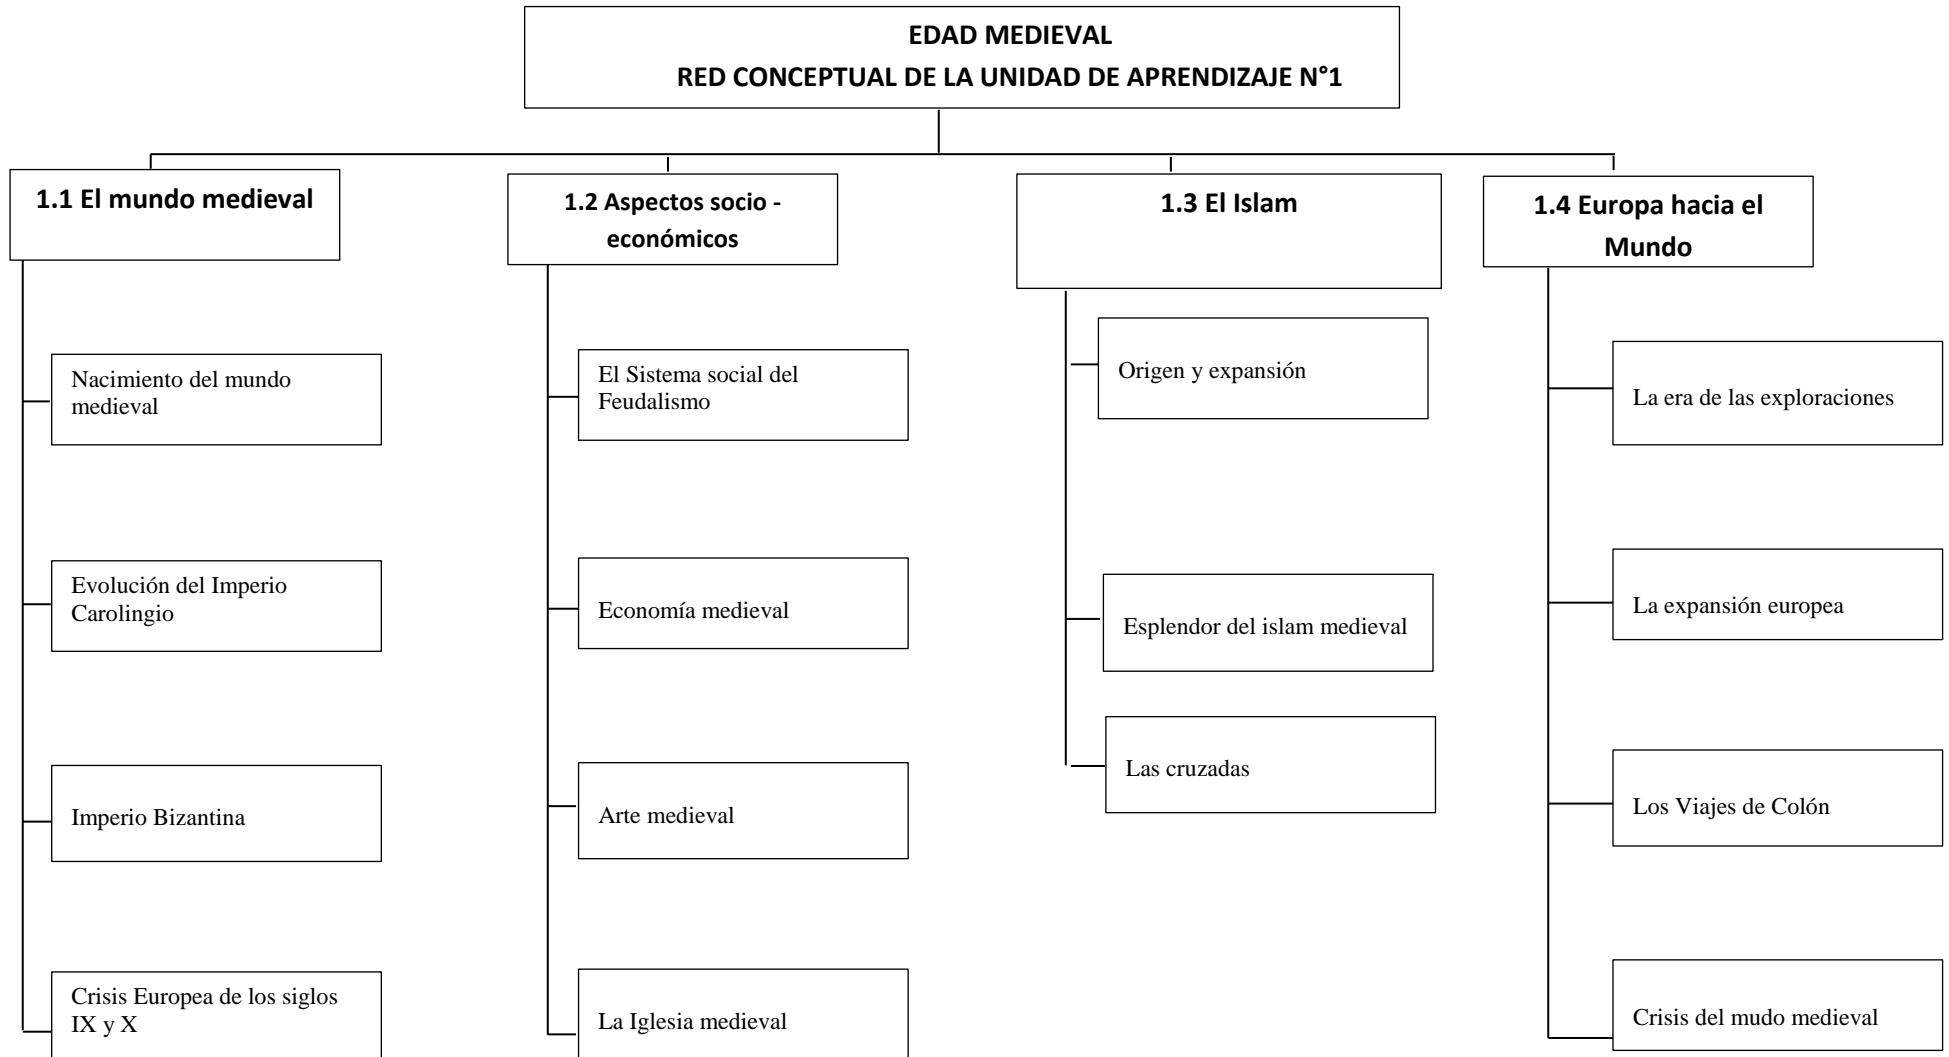 EDAD MEDIEVAL
RED CONCEPTUAL DE LA UNIDAD DE APRENDIZAJE N°1
1.1 El mundo medieval
Nacimiento del mundo
medieval
Evolución del Imperio
Carolingio
Imperio Bizantina
Crisis Europea de los siglos
IX y X
1.2 Aspectos socio -
económicos
El Sistema social del
Feudalismo
Economía medieval
Arte medieval
La Iglesia medieval
1.3 El Islam
Origen y expansión
Esplendor del islam medieval
Las cruzadas
1.4 Europa hacia el
Mundo
La era de las exploraciones
La expansión europea
Los Viajes de Colón
Crisis del mudo medieval